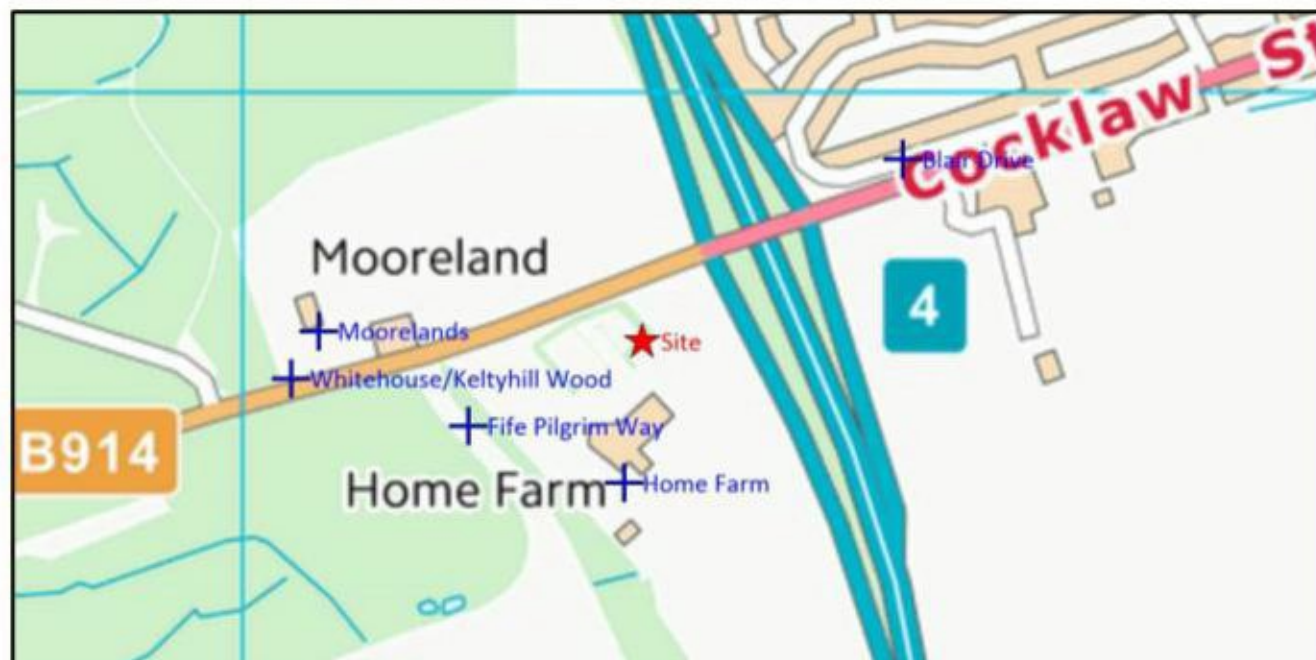 Cocklaw St
Blair Drive
Mooreland
4
Moorelands
Site
Whitehouse/Keltyhill Wood
Fife Pilgrim Way
B914
Home Farm
Home Farm